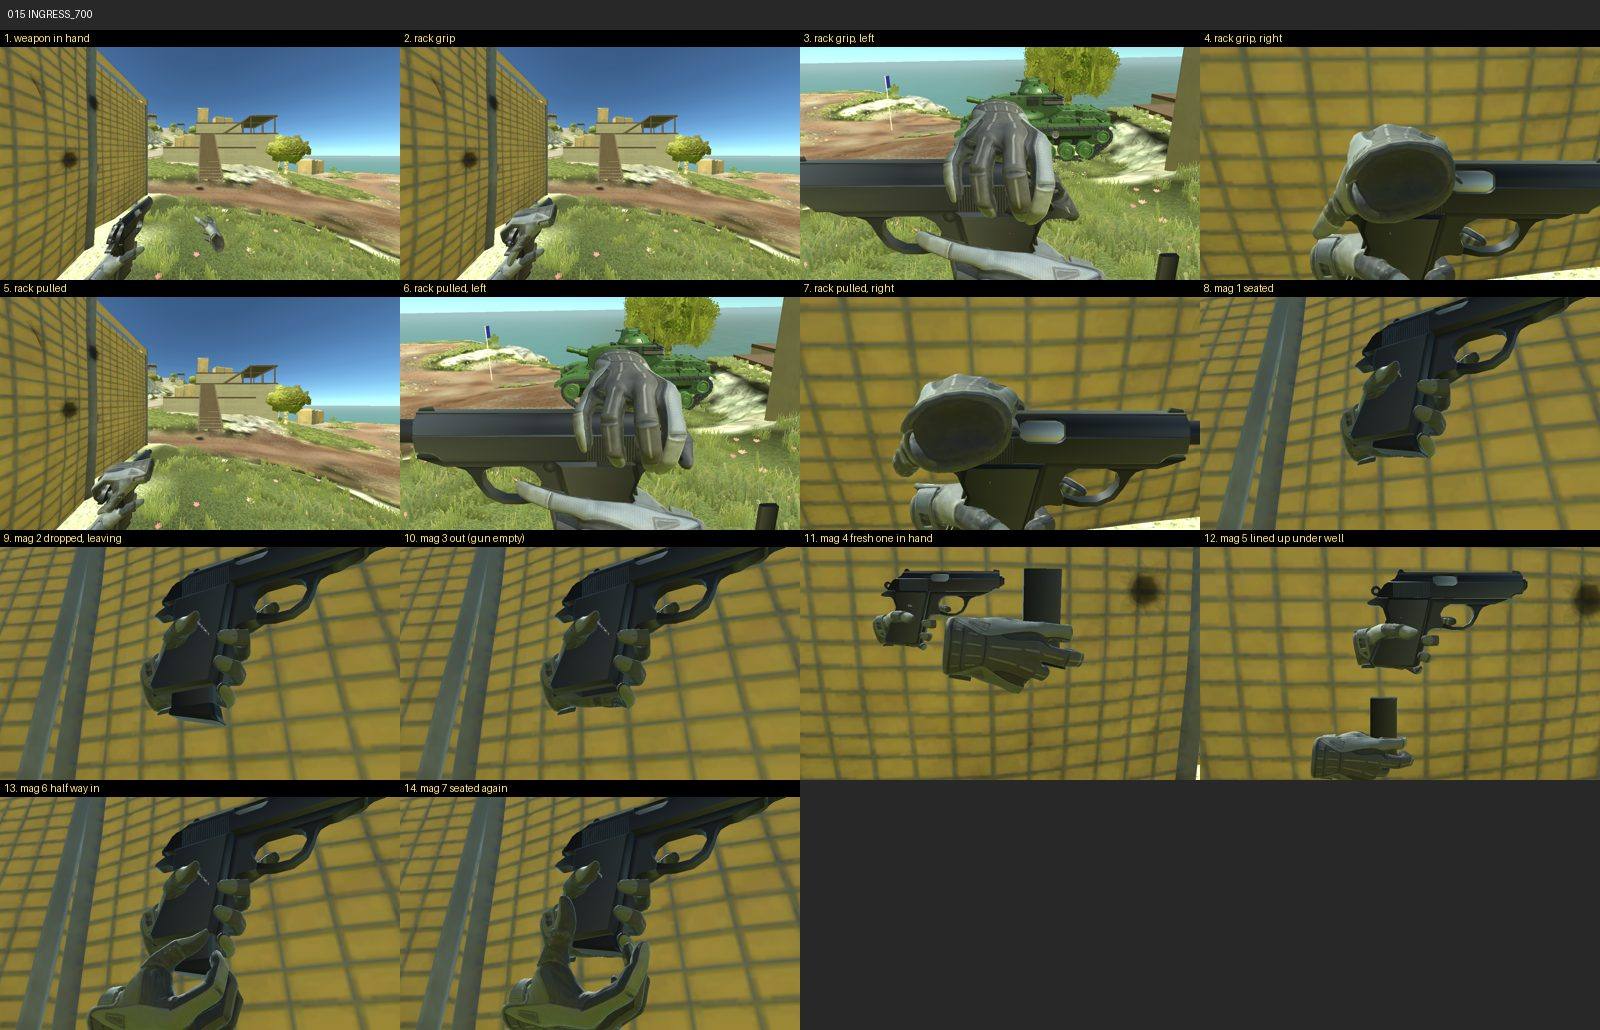 015 INGRESS_700
1. weapon in hand
2. rack grip
3. rack grip, left
4. rack grip, right
5. rack pulled
6. rack pulled, left
7. rack pulled, right
8. mag 1 seated
9. mag 2 dropped, leaving
10. mag 3 out (gun empty)
11. mag 4 fresh one in hand
12. mag 5 lined up under well
13. mag 6 half way in
14. mag 7 seated again